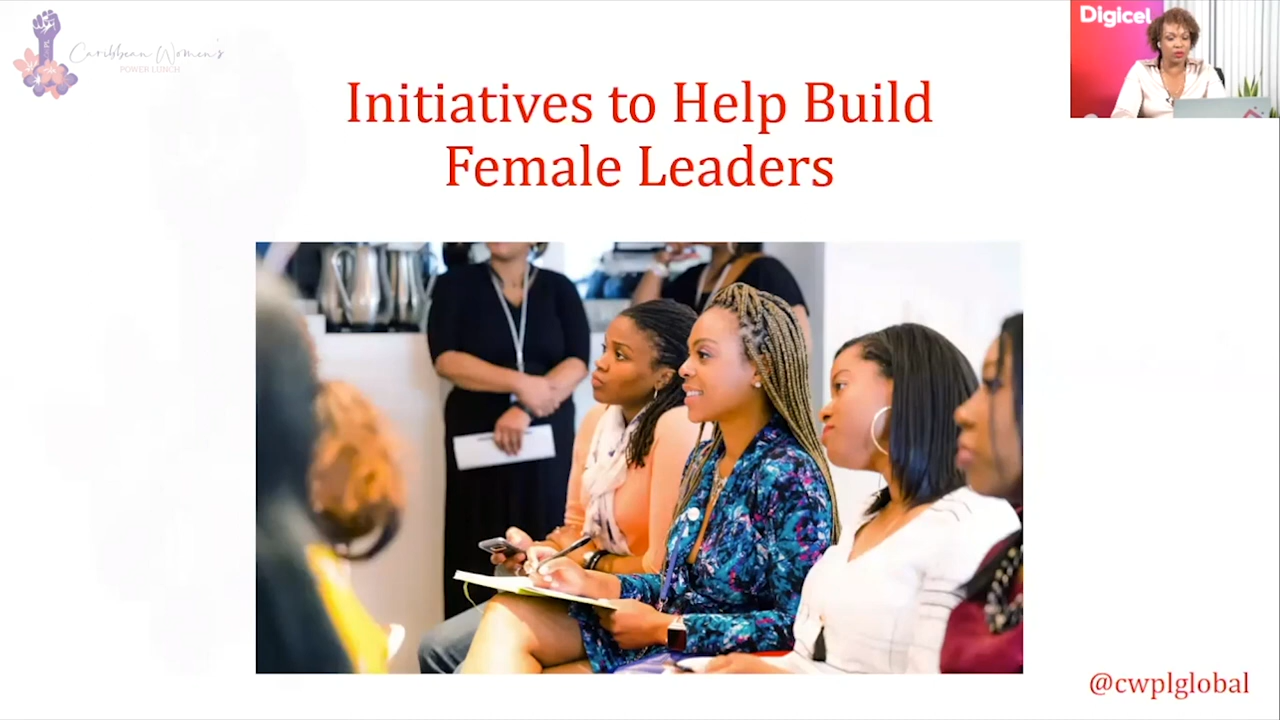 Caribbean Women's
POWER LUNCH
Digicel
Initiatives to Help Build
Female Leaders
@cwplglobal